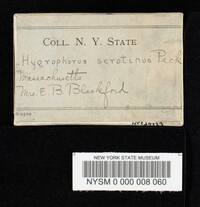 COLL. N. Y. STATE
Hygrophorus serotinus Peck
Massachusetts
Mrs. E. B. Blackford
NEW YORK STATE MUSEUM
NYSM 0 000 008 060